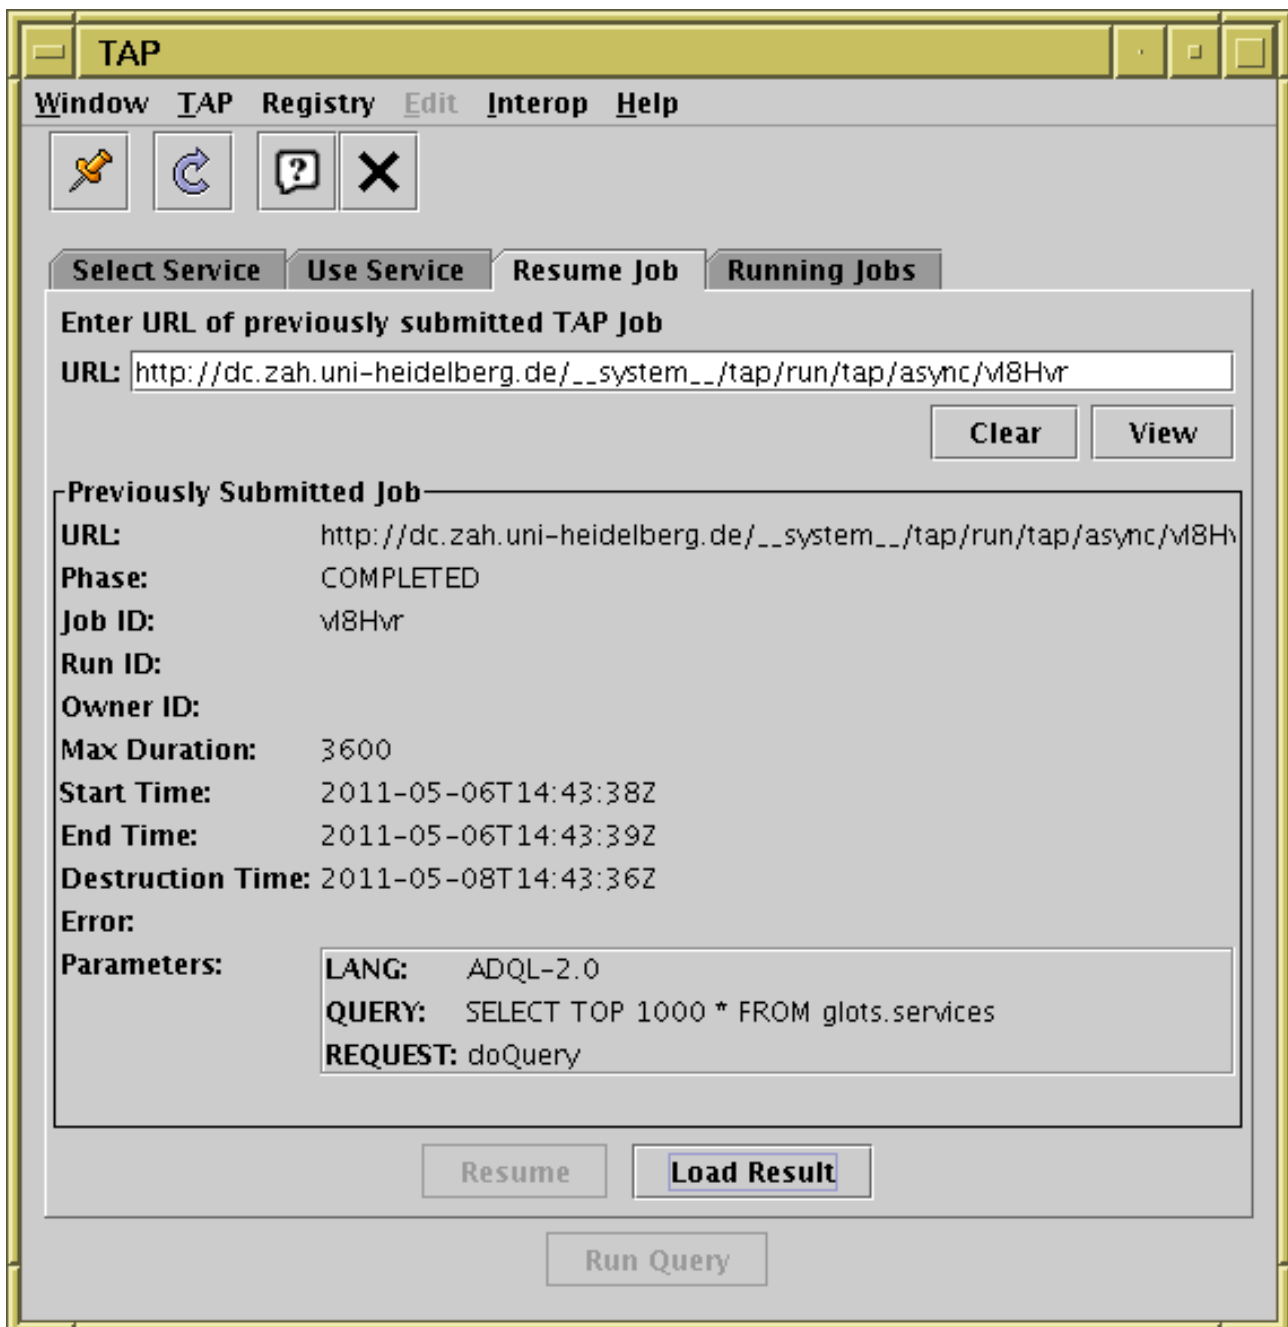 TAP
Window TAP Registry Edit Interop Help
Select Service Use Service Resume Job Running Jobs
Enter URL of previously submitted TAP Job
URL: http://dc.zah.uni-heidelberg.de/__system__/tap/run/tap/async/vl8Hvr
Clear View
Previously Submitted Job
URL: http://dc.zah.uni-heidelberg.de/__system__/tap/run/tap/async/vl8Hv
Phase: COMPLETED
Job ID: vl8Hvr
Run ID:
Owner ID:
Max Duration: 3600
Start Time: 2011-05-06T14:43:38Z
End Time: 2011-05-06T14:43:39Z
Destruction Time: 2011-05-08T14:43:36Z
Error:
Parameters: LANG: ADQL-2.0
QUERY: SELECT TOP 1000 * FROM glots.services
REQUEST: doQuery
Resume Load Result
Run Query